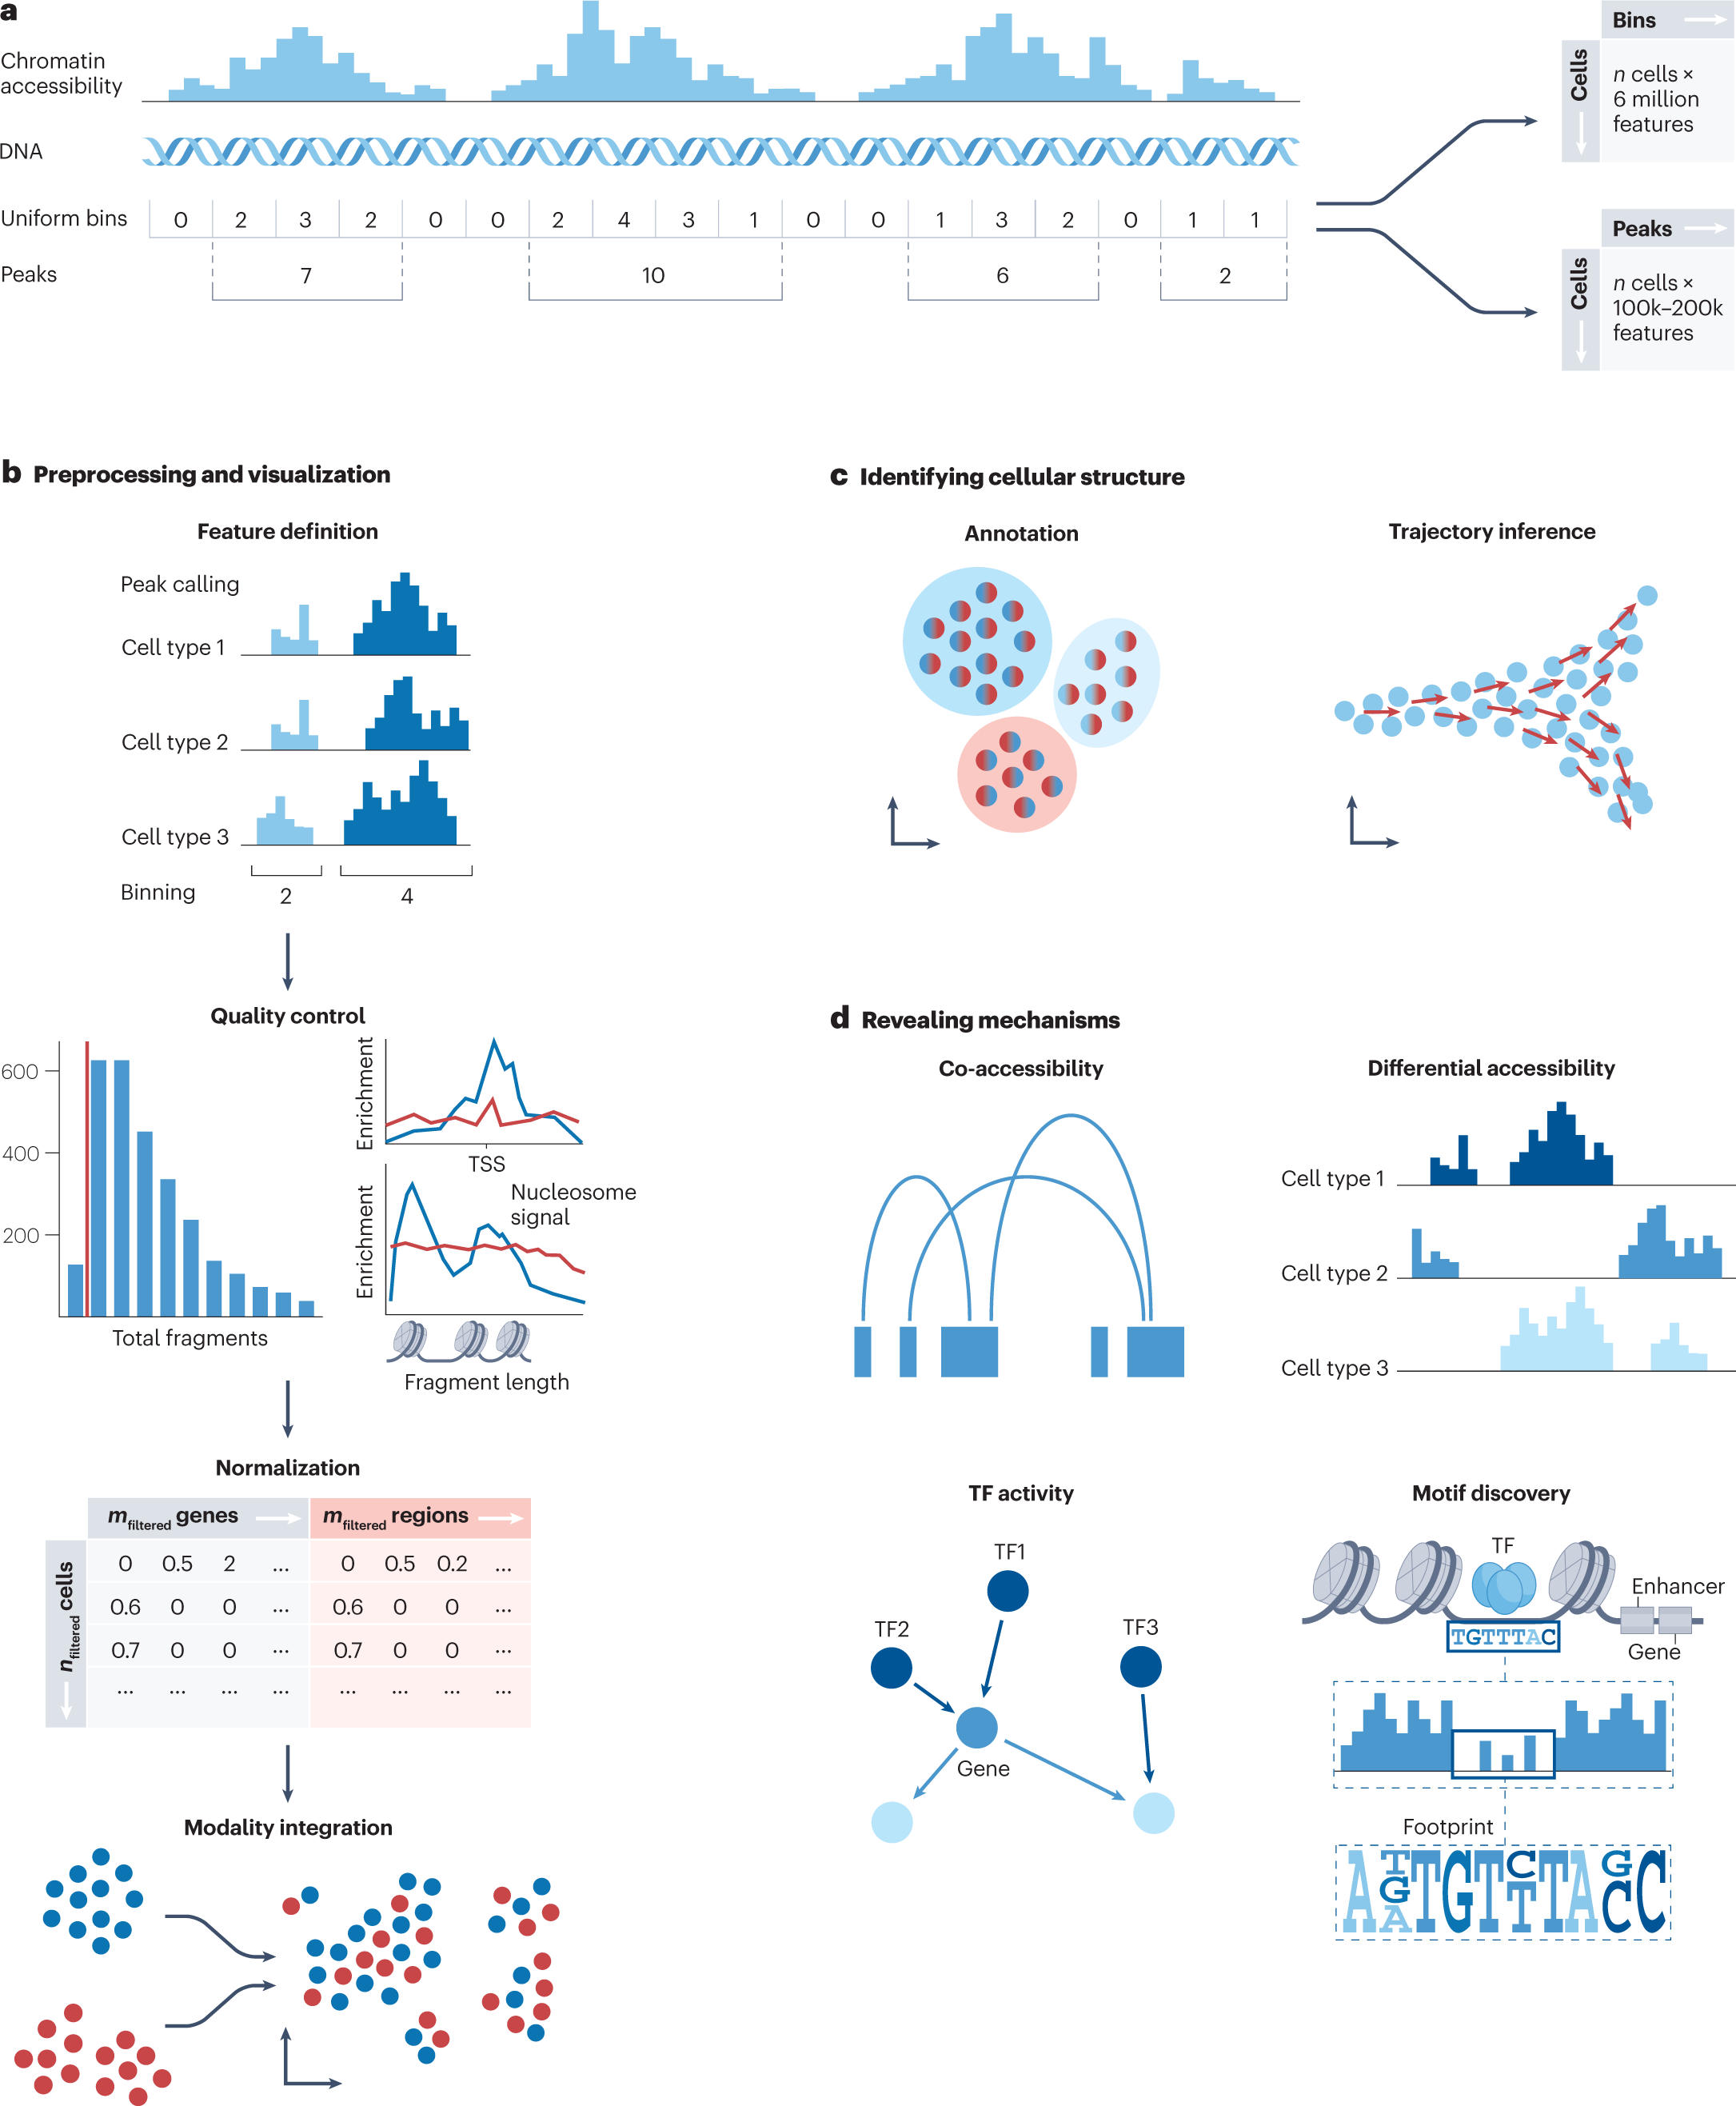 a
Chromatin
accessibility
DNA
Uniform bins 0 2 3 2 0 0 2 4 3 1 0 0 1 3 2 0 1 1
Peaks 7 10 6 2
Bins
Cells
n cells ×
6 million
features
Peaks
Cells
n cells ×
100k–200k
features
b Preprocessing and visualization
Feature definition
Peak calling
Cell type 1
Cell type 2
Cell type 3
Binning 2 4
Quality control
600
400
200
Total fragments
Enrichment
TSS
Enrichment
Nucleosome
signal
Fragment length
Normalization
mfiltered genes mfiltered regions
nfiltered cells
0 0.5 2 ... 0 0.5 0.2 ...
0.6 0 0 ... 0.6 0 0 ...
0.7 0 0 ... 0.7 0 0 ...
... ... ... ... ... ... ... ...
Modality integration
c Identifying cellular structure
Annotation
Trajectory inference
d Revealing mechanisms
Co-accessibility
Differential accessibility
Cell type 1
Cell type 2
Cell type 3
TF activity
TF1
TF2
TF3
Gene
Motif discovery
TF
Enhancer
TGTTTAC
Gene
Footprint
A T T G T C T A G C
G T C
A